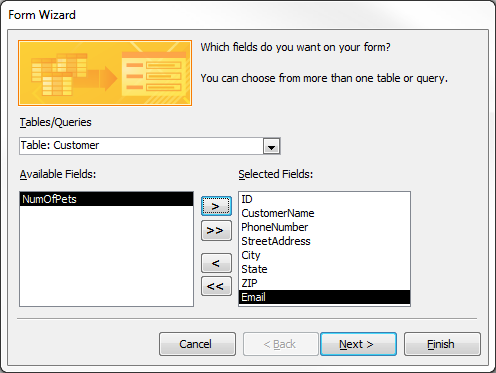 Form Wizard
Which fields do you want on your form?
You can choose from more than one table or query.
Tables/Queries
Table: Customer
Available Fields:
Selected Fields:
NumOfPets
>
>>
<
<<
ID
CustomerName
PhoneNumber
StreetAddress
City
State
ZIP
Email
Cancel
< Back
Next >
Finish